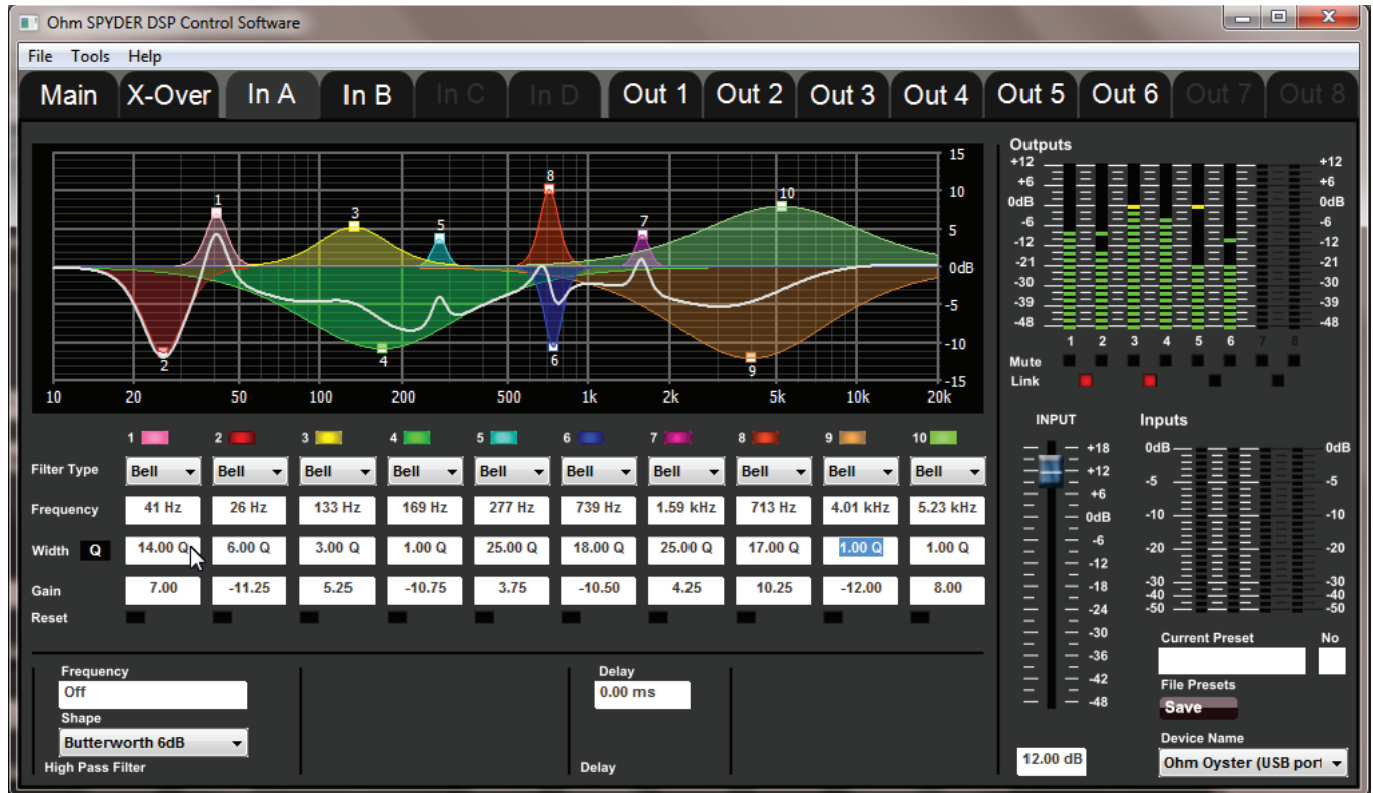 Ohm SPYDER DSP Control Software
File Tools Help
Main X-Over In A In B In C In D Out 1 Out 2 Out 3 Out 4 Out 5 Out 6 Out 7 Out 8
15
10
5
0dB
-5
-10
-15
1 2 3 4 5 6 7 8 9 10
10 20 50 100 200 500 1k 2k 5k 10k 20k
1 2 3 4 5 6 7 8 9 10
Filter Type Bell Bell Bell Bell Bell Bell Bell Bell Bell Bell
Frequency 41 Hz 26 Hz 133 Hz 169 Hz 277 Hz 739 Hz 1.59 kHz 713 Hz 4.01 kHz 5.23 kHz
Width Q 14.00 Q 6.00 Q 3.00 Q 1.00 Q 25.00 Q 18.00 Q 25.00 Q 17.00 Q 1.00 Q 1.00 Q
Gain 7.00 -11.25 5.25 -10.75 3.75 -10.50 4.25 10.25 -12.00 8.00
Reset
Frequency
Off
Shape
Butterworth 6dB
High Pass Filter
Delay
0.00 ms
Delay
Outputs
+12 +12
+6 +6
0dB 0dB
-6 -6
-12 -12
-21 -21
-30 -30
-39 -39
-48 -48
1 2 3 4 5 6 7 8
Mute
Link
INPUT
+18
+12
+6
0dB
-6
-12
-18
-24
-30
-36
-42
-48
12.00 dB
Inputs
0dB 0dB
-5 -5
-10 -10
-20 -20
-30 -30
-40 -40
-50 -50
Current Preset No
File Presets
Save
Device Name
Ohm Oyster (USB port